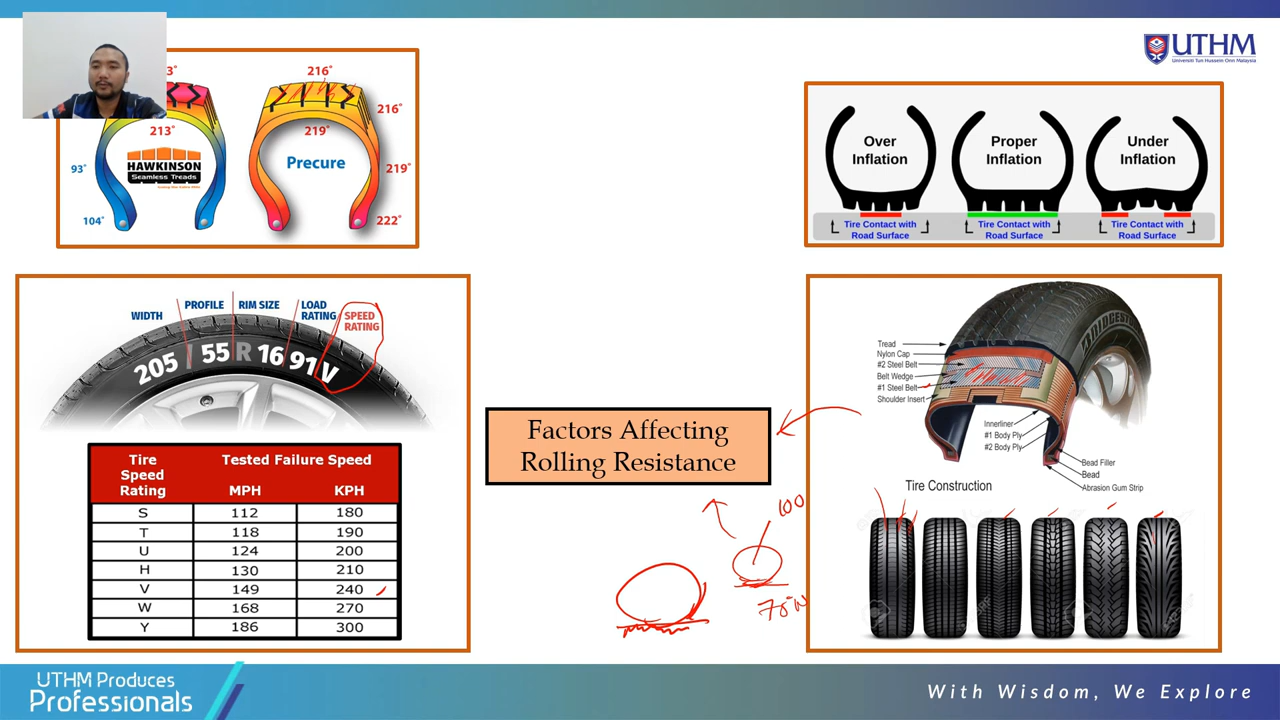 UTHM
Universiti Tun Hussein Onn Malaysia
3°
213°
93°
104°
HAWKINSON
Seamless Treads
216°
216°
219°
Precure
219°
222°
Over
Inflation
Proper
Inflation
Under
Inflation
Tire Contact with
Road Surface
Tire Contact with
Road Surface
Tire Contact with
Road Surface
WIDTH
PROFILE
RIM SIZE
LOAD
RATING
SPEED
RATING
205 / 55 R 16 91 V
Tire
Speed
Rating
Tested Failure Speed
MPH KPH
S 112 180
T 118 190
U 124 200
H 130 210
V 149 240
W 168 270
Y 186 300
Factors Affecting
Rolling Resistance
100
Tread
Nylon Cap
#2 Steel Belt
Belt Wedge
#1 Steel Belt
Shoulder Insert
Innerliner
#1 Body Ply
#2 Body Ply
Bead Filler
Bead
Abrasion Gum Strip
Tire Construction
UTHM Produces
Professionals
With Wisdom, We Explore